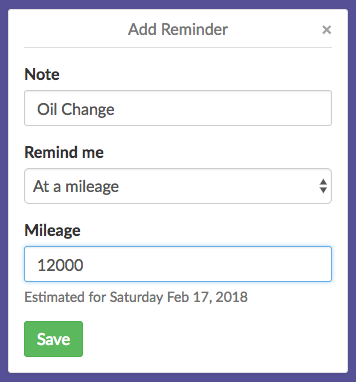 Add Reminder ×
Note
Oil Change
Remind me
At a mileage
Mileage
12000
Estimated for Saturday Feb 17, 2018
Save